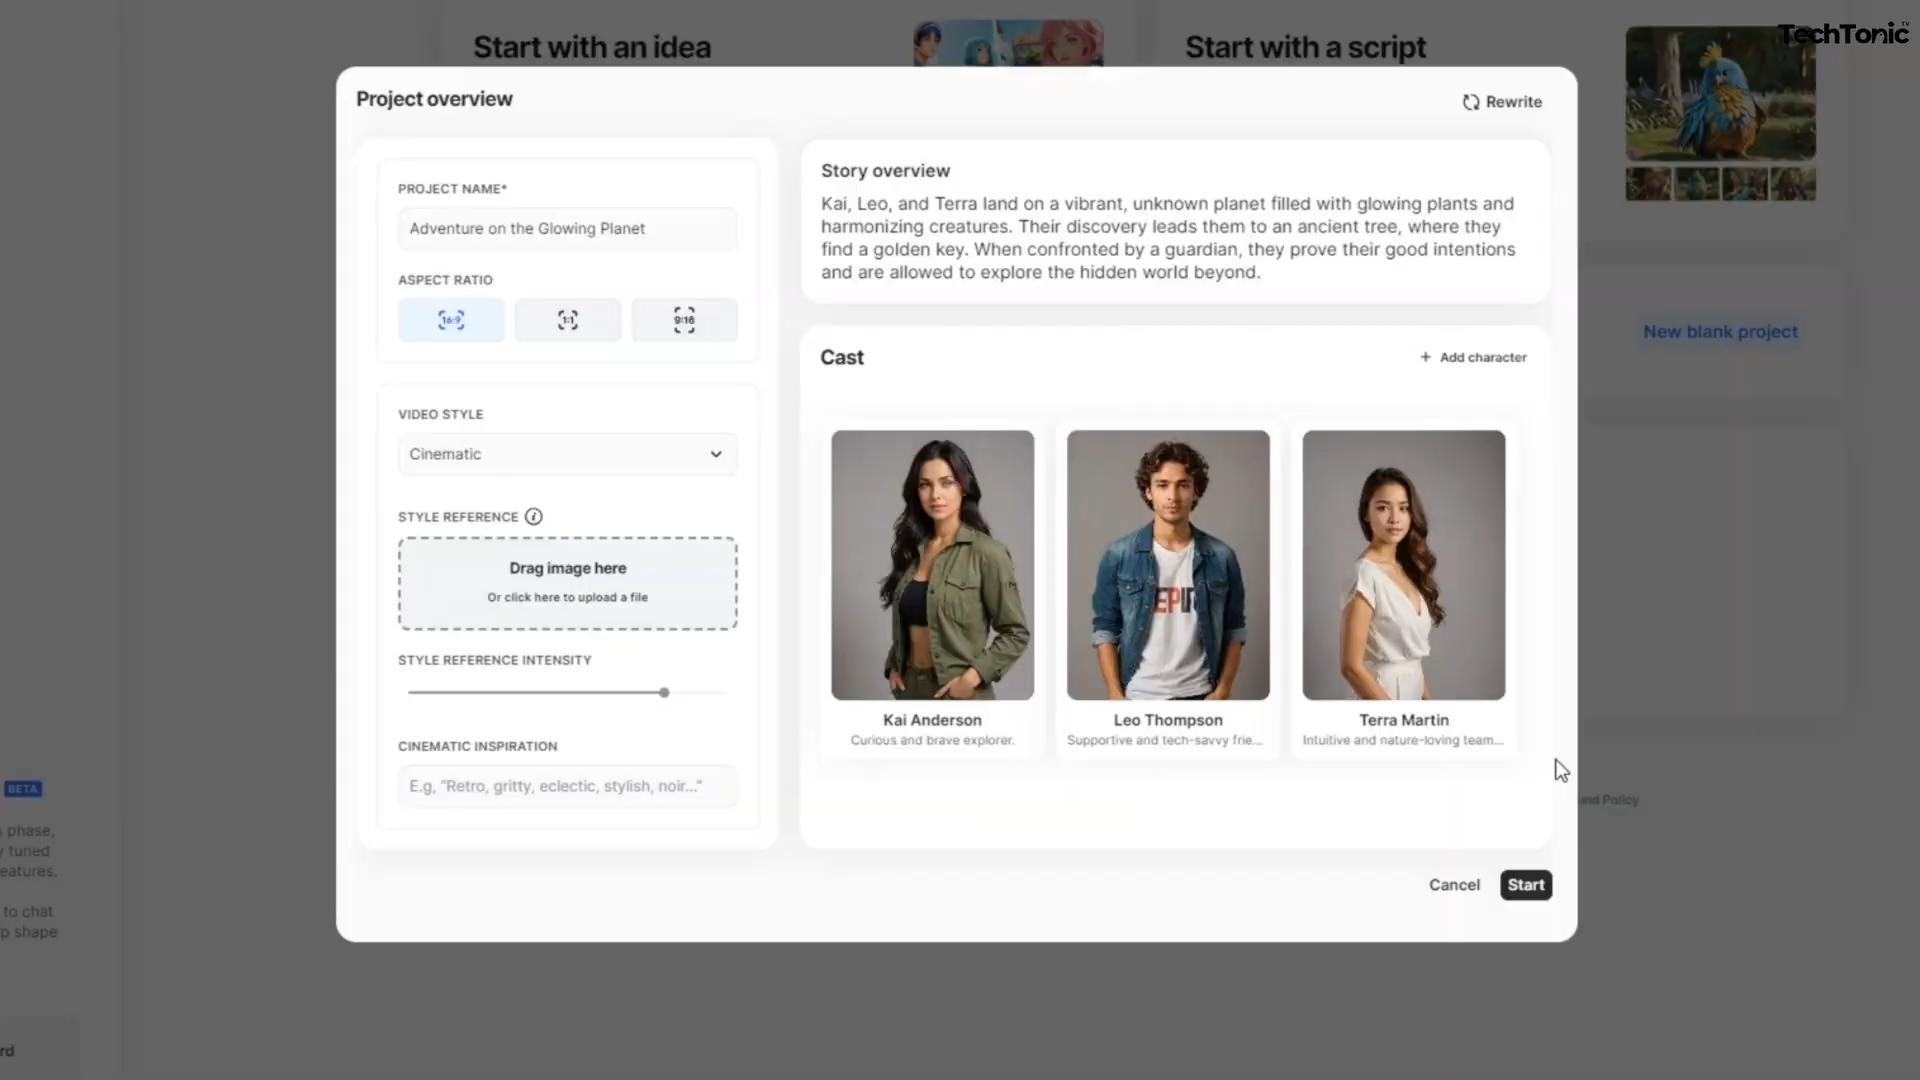 Start with an idea
Start with a script
TechTonic
TV
Project overview
Rewrite
PROJECT NAME*
Adventure on the Glowing Planet
ASPECT RATIO
16:9
1:1
9:16
VIDEO STYLE
Cinematic
STYLE REFERENCE
Drag image here
Or click here to upload a file
STYLE REFERENCE INTENSITY
CINEMATIC INSPIRATION
E.g, "Retro, gritty, eclectic, stylish, noir..."
Story overview
Kai, Leo, and Terra land on a vibrant, unknown planet filled with glowing plants and
harmonizing creatures. Their discovery leads them to an ancient tree, where they
find a golden key. When confronted by a guardian, they prove their good intentions
and are allowed to explore the hidden world beyond.
Cast
+ Add character
Kai Anderson
Curious and brave explorer.
Leo Thompson
Supportive and tech-savvy frie...
Terra Martin
Intuitive and nature-loving team...
Cancel
Start
New blank project
BETA
phase,
tuned
eatures.
to chat
p shape
rd
and Policy